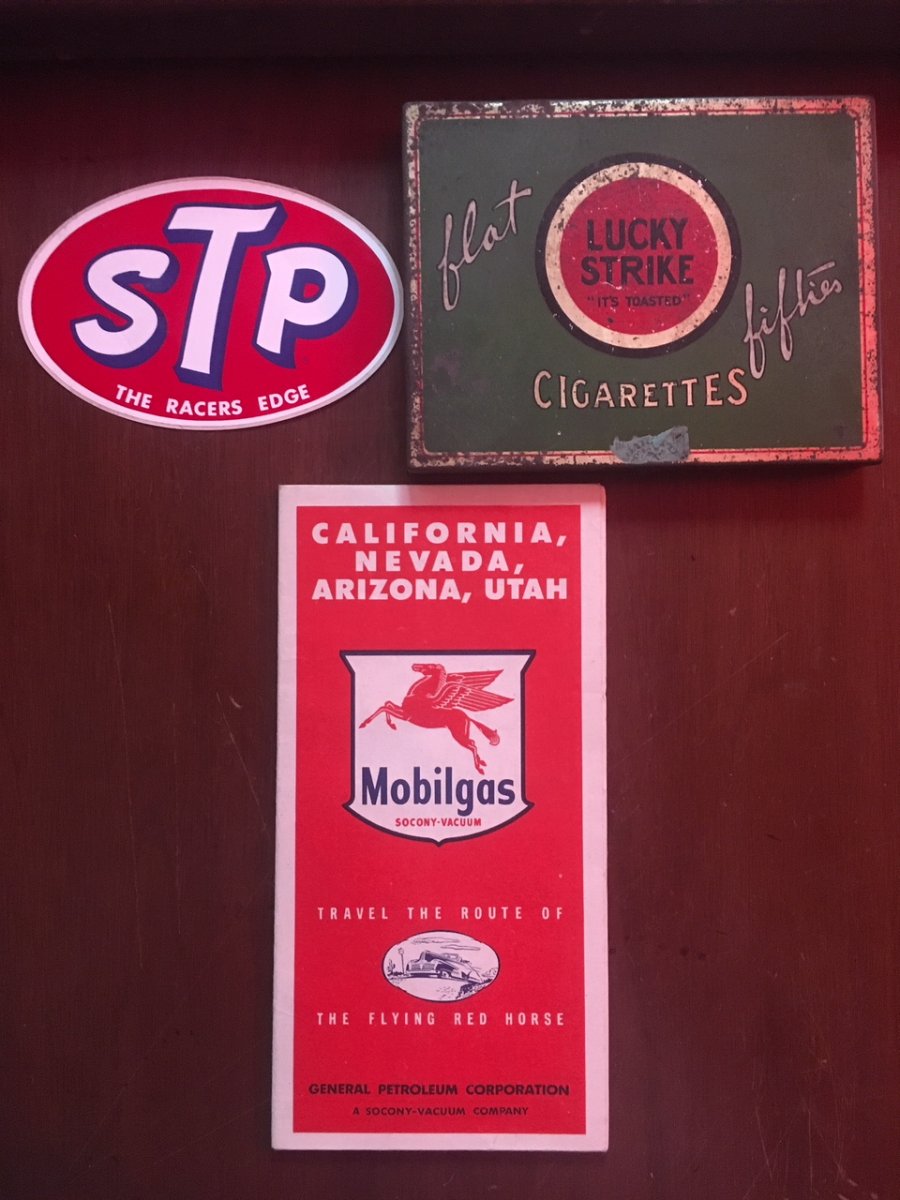 STP
THE RACERS EDGE
flat
LUCKY
STRIKE
"IT'S TOASTED"
fifties
CIGARETTES
CALIFORNIA,
NEVADA,
ARIZONA, UTAH
Mobilgas
SOCONY-VACUUM
TRAVEL THE ROUTE OF
THE FLYING RED HORSE
GENERAL PETROLEUM CORPORATION
A SOCONY-VACUUM COMPANY